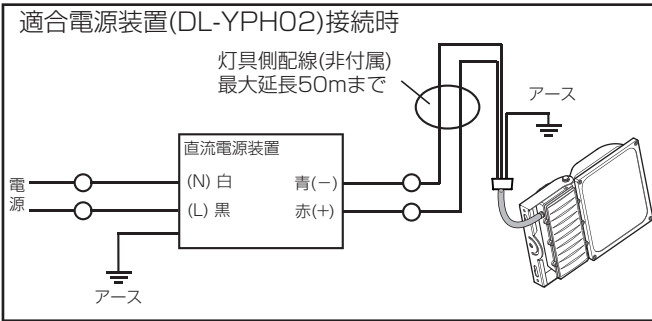 適合電源装置(DL-YPH02)接続時
灯具側配線(非付属)
最大延長50mまで
アース
直流電源装置
電源
(N) 白
青(−)
(L) 黒
赤(+)
アース